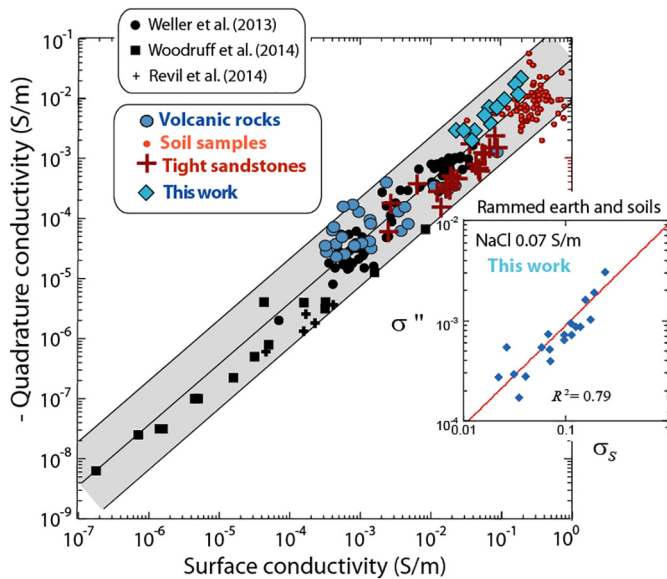 Weller et al. (2013)
Woodruff et al. (2014)
Revil et al. (2014)
Volcanic rocks
Soil samples
Tight sandstones
This work
- Quadrature conductivity (S/m)
10-1
10-2
10-3
10-4
10-5
10-6
10-7
10-8
10-9
10-7
10-6
10-5
10-4
10-3
10-2
10-1
100
Surface conductivity (S/m)
Rammed earth and soils
10-2
NaCl 0.07 S/m
This work
σ "
10-3
R2= 0.79
10-4
0.01
0.1
1
σS